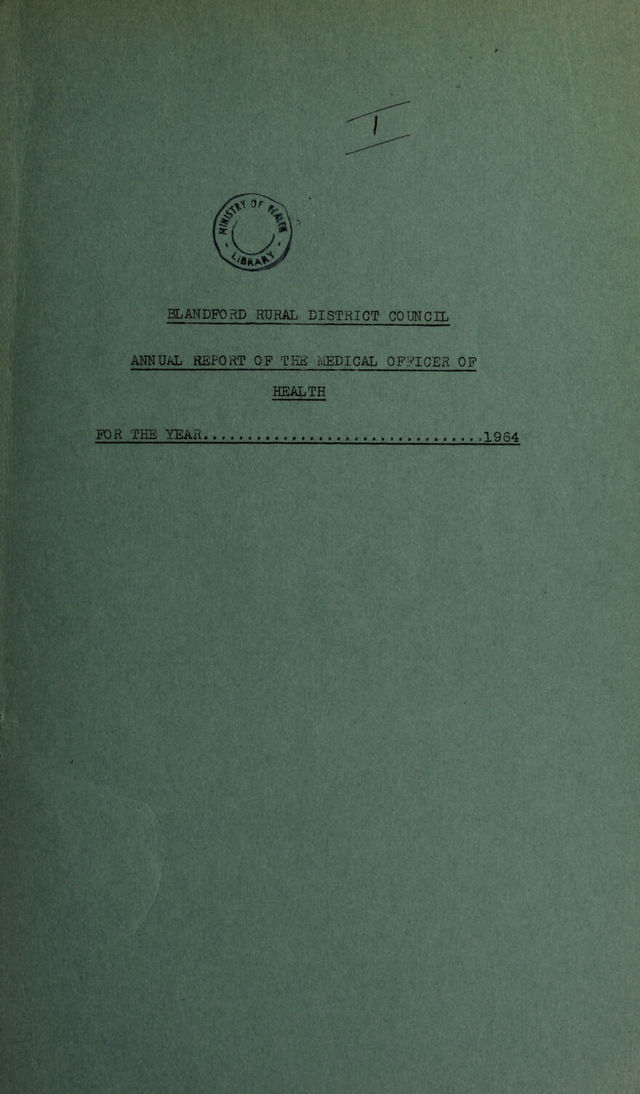 I
MINISTRY OF HEALTH
LIBRARY
BLANDFORD RURAL DISTRICT COUNCIL
ANNUAL REPORT OF THE MEDICAL OFFICER OF
HEALTH
FOR THE YEAR................................1964